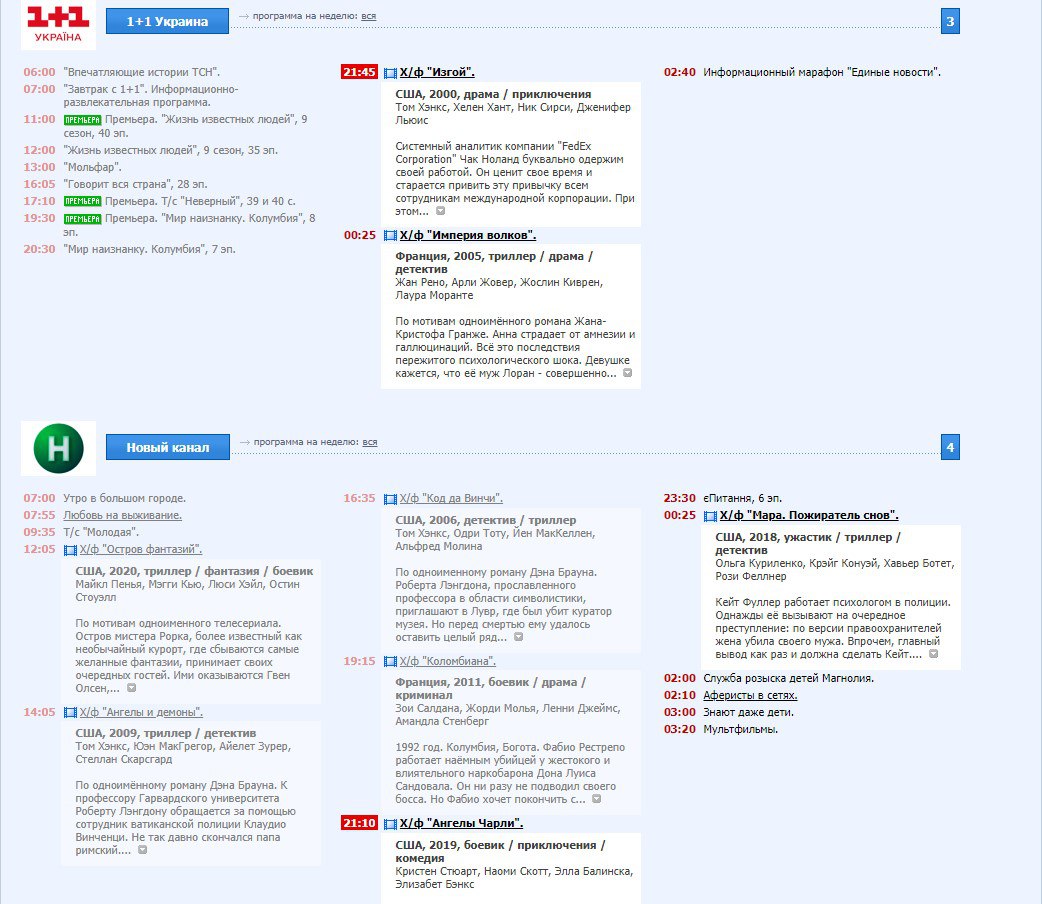 1+1
УКРАЇНА
1+1 Украина
программа на неделю: вся
3
06:00 "Впечатляющие истории ТСН".
07:00 "Завтрак с 1+1". Информационно-
развлекательная программа.
11:00 ПРЕМЬЕРА Премьера. "Жизнь известных людей", 9
сезон, 40 эп.
12:00 "Жизнь известных людей", 9 сезон, 35 эп.
13:00 "Мольфар".
16:05 "Говорит вся страна", 28 эп.
17:10 ПРЕМЬЕРА Премьера. Т/с "Неверный", 39 и 40 с.
19:30 ПРЕМЬЕРА Премьера. "Мир наизнанку. Колумбия", 8
эп.
20:30 "Мир наизнанку. Колумбия", 7 эп.
21:45 Х/ф "Изгой".
США, 2000, драма / приключения
Том Хэнкс, Хелен Хант, Ник Сирси, Дженифер
Льюис
Системный аналитик компании "FedEx
Corporation" Чак Ноланд буквально одержим
своей работой. Он ценит свое время и
старается привить эту привычку всем
сотрудникам международной корпорации. При
этом...
00:25 Х/ф "Империя волков".
Франция, 2005, триллер / драма /
детектив
Жан Рено, Арли Жовер, Жослин Киврен,
Лаура Моранте
По мотивам одноимённого романа Жана-
Кристофа Гранже. Анна страдает от амнезии и
галлюцинаций. Всё это последствия
пережитого психологического шока. Девушке
кажется, что её муж Лоран - совершенно...
02:40 Информационный марафон "Единые новости".
Н
Новый канал
программа на неделю: вся
4
07:00 Утро в большом городе.
07:55 Любовь на выживание.
09:35 Т/с "Молодая".
12:05 Х/ф "Остров фантазий".
США, 2020, триллер / фантазия / боевик
Майкл Пенья, Мэгги Кью, Люси Хэйл, Остин
Стоуэлл
По мотивам одноименного телесериала.
Остров мистера Рорка, более известный как
необычайный курорт, где сбываются самые
желанные фантазии, принимает своих
очередных гостей. Ими оказываются Гвен
Олсен,...
14:05 Х/ф "Ангелы и демоны".
США, 2009, триллер / детектив
Том Хэнкс, Юэн МакГрегор, Айелет Зурер,
Стеллан Скарсгард
По одноимённому роману Дэна Брауна. К
профессору Гарвардского университета
Роберту Лэнгдону обращается за помощью
сотрудник ватиканской полиции Клаудио
Винченци. Не так давно скончался папа
римский....
16:35 Х/ф "Код да Винчи".
США, 2006, детектив / триллер
Том Хэнкс, Одри Тоту, Йен МакКеллен,
Альфред Молина
По одноименному роману Дэна Брауна.
Роберта Лэнгдона, прославленного
профессора в области символистики,
приглашают в Лувр, где был убит куратор
музея. Но перед смертью ему удалось
оставить целый ряд...
19:15 Х/ф "Коломбиана".
Франция, 2011, боевик / драма /
криминал
Зои Салдана, Жорди Молья, Ленни Джеймс,
Амандла Стенберг
1992 год. Колумбия, Богота. Фабио Рестрепо
работает наёмным убийцей у жестокого и
влиятельного наркобарона Дона Луиса
Сандовала. Он ни разу не подводил своего
босса. Но Фабио хочет покончить с...
21:10 Х/ф "Ангелы Чарли".
США, 2019, боевик / приключения /
комедия
Кристен Стюарт, Наоми Скотт, Элла Балинска,
Элизабет Бэнкс
23:30 єПитання, 6 эп.
00:25 Х/ф "Мара. Пожиратель снов".
США, 2018, ужастик / триллер /
детектив
Ольга Куриленко, Крэйг Конуэй, Хавьер Ботет,
Рози Феллнер
Кейт Фуллер работает психологом в полиции.
Однажды её вызывают на очередное
преступление: по версии правоохранителей
жена убила своего мужа. Впрочем, главный
вывод как раз и должна сделать Кейт....
02:00 Служба розыска детей Магнолия.
02:10 Аферисты в сетях.
03:00 Знают даже дети.
03:20 Мультфильмы.